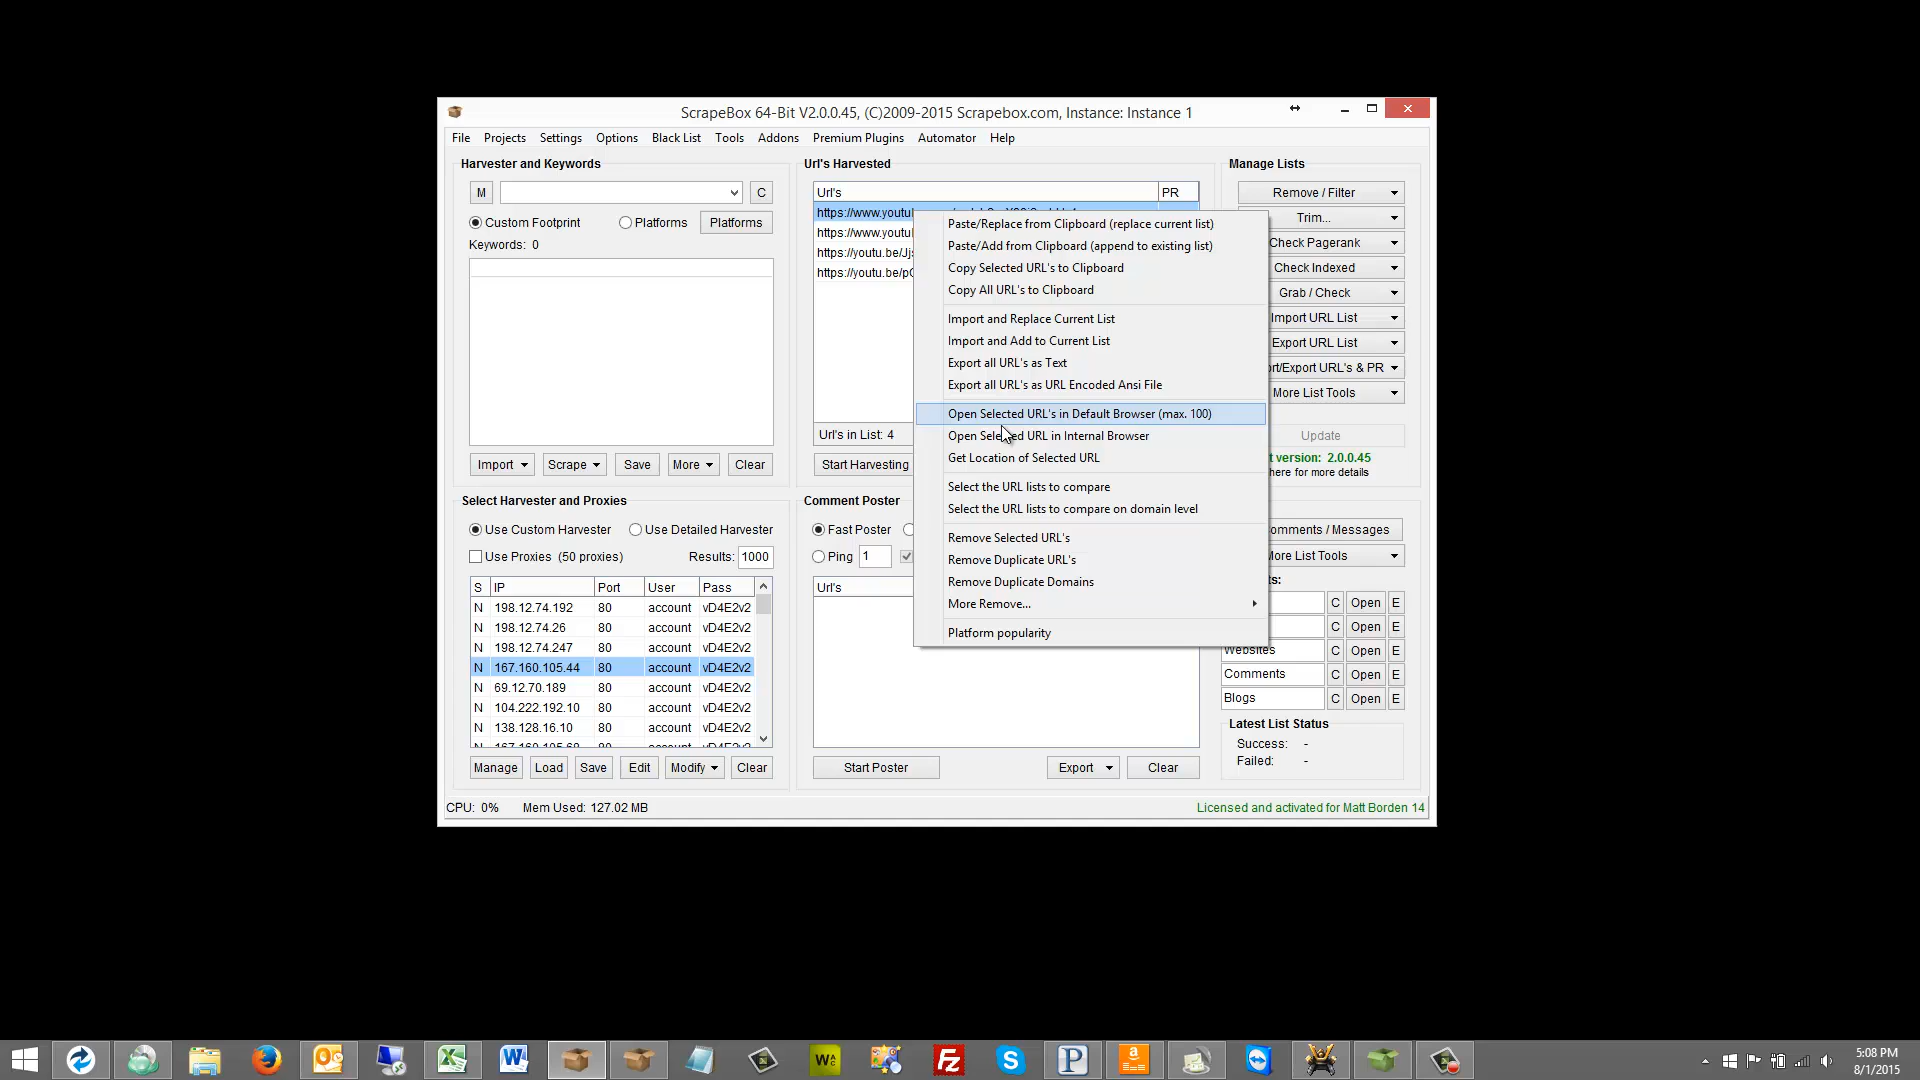 ScrapeBox 64-Bit V2.0.0.45, (C)2009-2015 Scrapebox.com, Instance: Instance 1
File Projects Settings Options Black List Tools Addons Premium Plugins Automator Help
Harvester and Keywords
M
C
Custom Footprint
Platforms
Platforms
Keywords: 0
Import
Scrape
Save
More
Clear
Url's Harvested
Url's PR
https://www.youtu
https://www.youtu
https://youtu.be/Jj
https://youtu.be/p
Url's in List: 4
Start Harvesting
Paste/Replace from Clipboard (replace current list)
Paste/Add from Clipboard (append to existing list)
Copy Selected URL's to Clipboard
Copy All URL's to Clipboard
Import and Replace Current List
Import and Add to Current List
Export all URL's as Text
Export all URL's as URL Encoded Ansi File
Open Selected URL's in Default Browser (max. 100)
Open Selected URL in Internal Browser
Get Location of Selected URL
Select the URL lists to compare
Select the URL lists to compare on domain level
Remove Selected URL's
Remove Duplicate URL's
Remove Duplicate Domains
More Remove...
Platform popularity
Manage Lists
Remove / Filter
Trim...
Check Pagerank
Check Indexed
Grab / Check
Import URL List
Export URL List
rt/Export URL's & PR
More List Tools
Update
t version: 2.0.0.45
here for more details
Select Harvester and Proxies
Use Custom Harvester
Use Detailed Harvester
Use Proxies (50 proxies)
Results: 1000
S IP Port User Pass
N 198.12.74.192 80 account vD4E2v2
N 198.12.74.26 80 account vD4E2v2
N 198.12.74.247 80 account vD4E2v2
N 167.160.105.44 80 account vD4E2v2
N 69.12.70.189 80 account vD4E2v2
N 104.222.192.10 80 account vD4E2v2
N 138.128.16.10 80 account vD4E2v2
Manage
Load
Save
Edit
Modify
Clear
Comment Poster
Fast Poster
Ping 1
Url's
Start Poster
Export
Clear
omments / Messages
More List Tools
ts:
C Open E
C Open E
Websites C Open E
Comments C Open E
Blogs C Open E
Latest List Status
Success: -
Failed: -
CPU: 0% Mem Used: 127.02 MB
Licensed and activated for Matt Borden 14
5:08 PM
8/1/2015